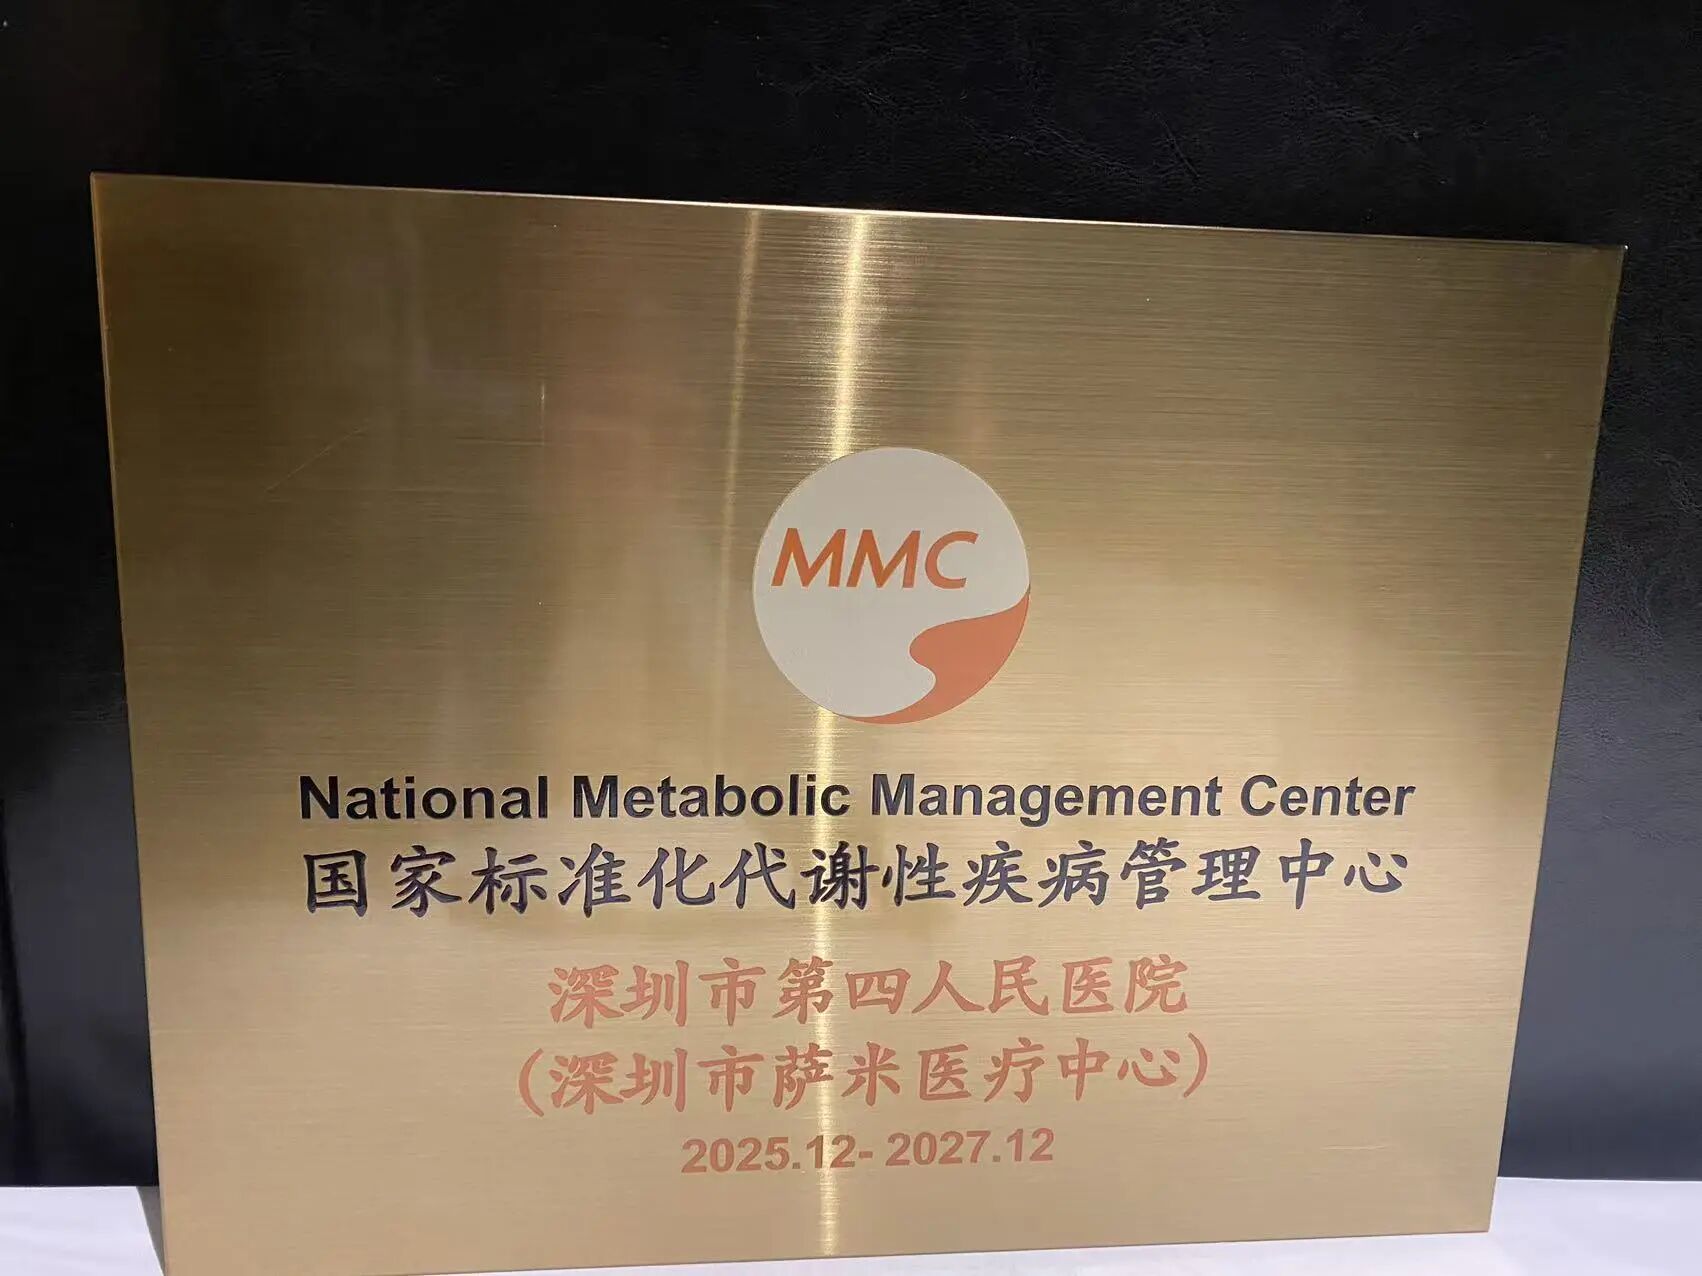 MMC
National Metabolic Management Center
国家标准化代谢性疾病管理中心
深圳市第四人民医院
(深圳市萨米医疗中心)
2025.12- 2027.12